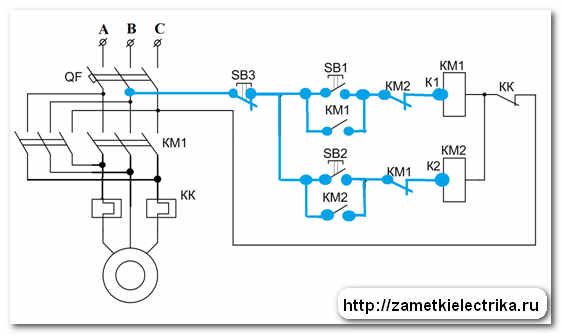 A B C
QF
SB3
SB1
KM2
K1
KM1
KK
KM1
KM1
SB2
KM1
K2
KM2
KM2
KK
http://zametkielectrika.ru